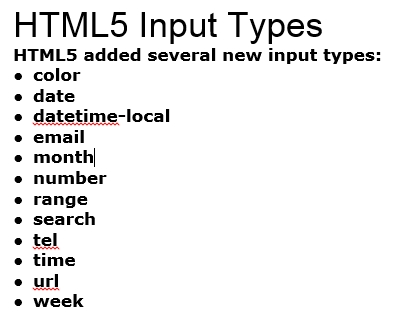 HTML5 Input Types
HTML5 added several new input types:
● color
● date
● datetime-local
● email
● month
● number
● range
● search
● tel
● time
● url
● week